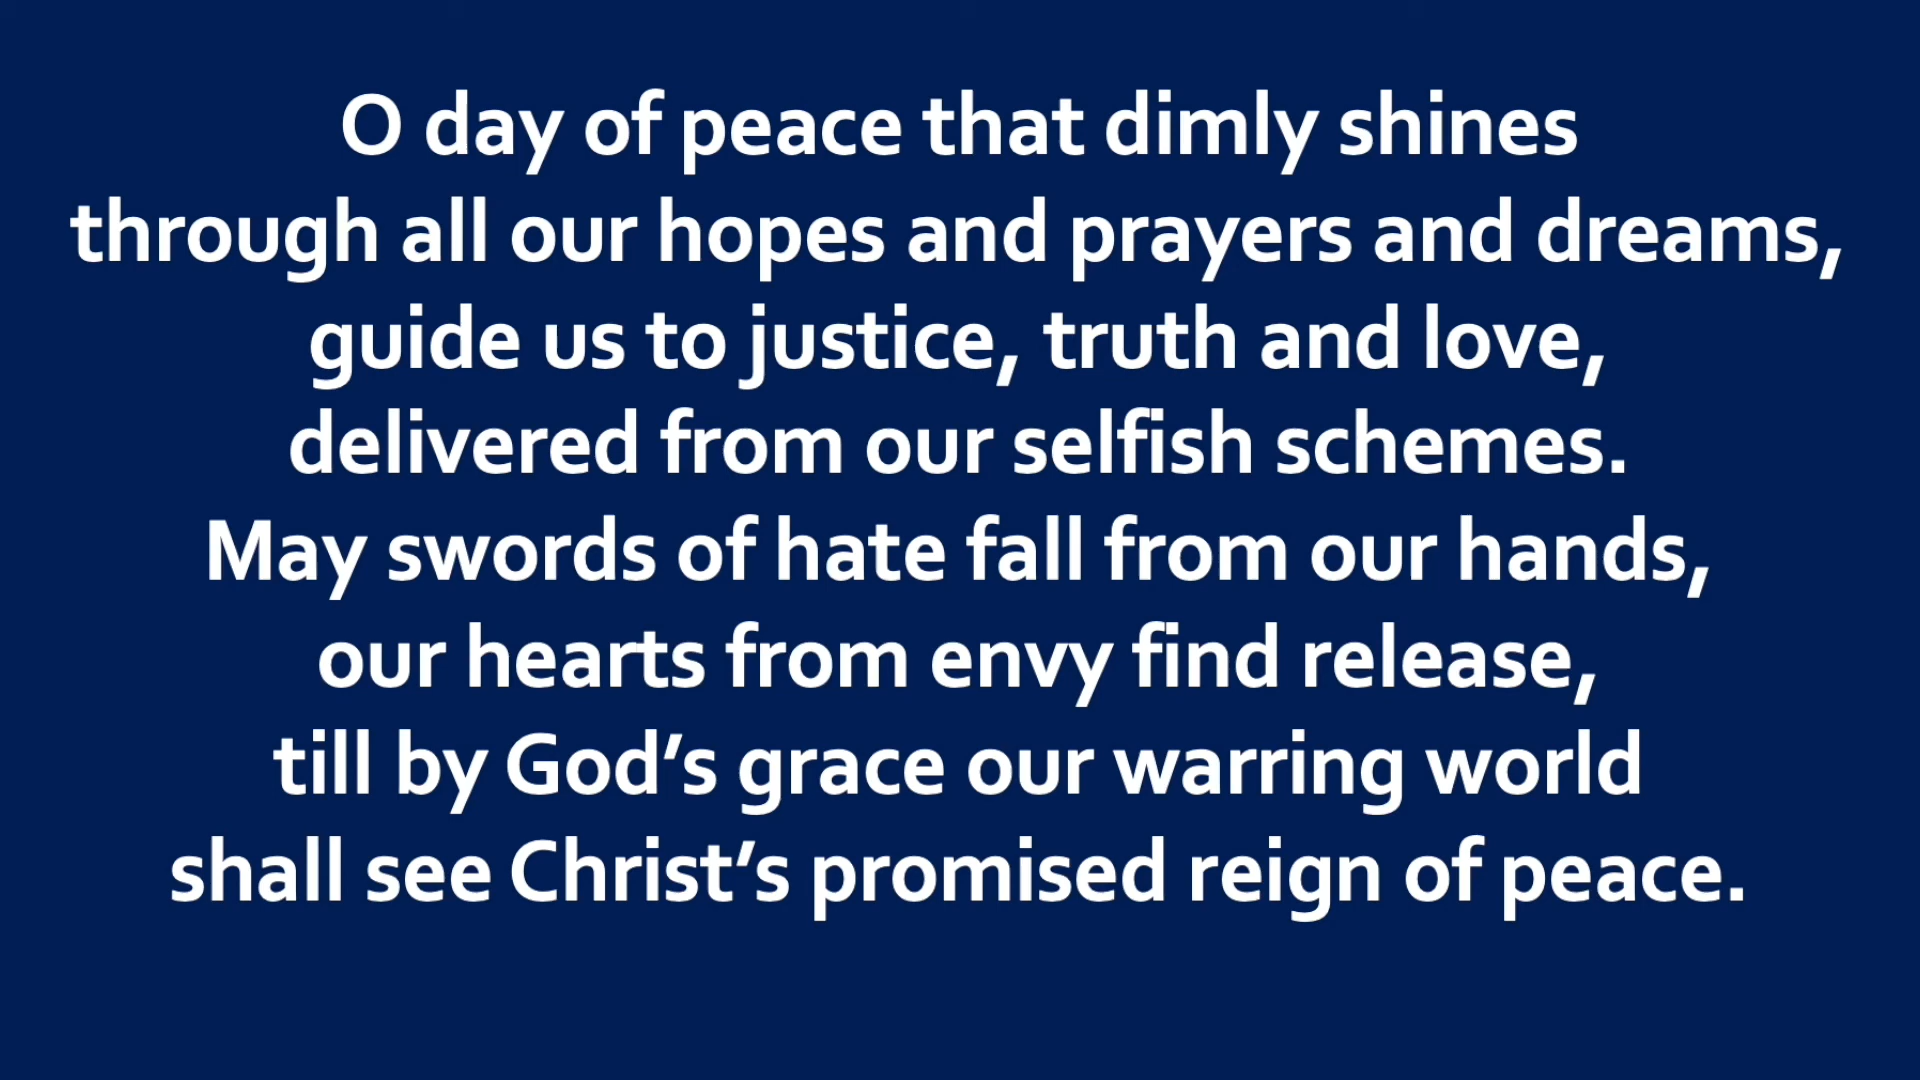 O day of peace that dimly shines
through all our hopes and prayers and dreams,
guide us to justice, truth and love,
delivered from our selfish schemes.
May swords of hate fall from our hands,
our hearts from envy find release,
till by God’s grace our warring world
shall see Christ’s promised reign of peace.